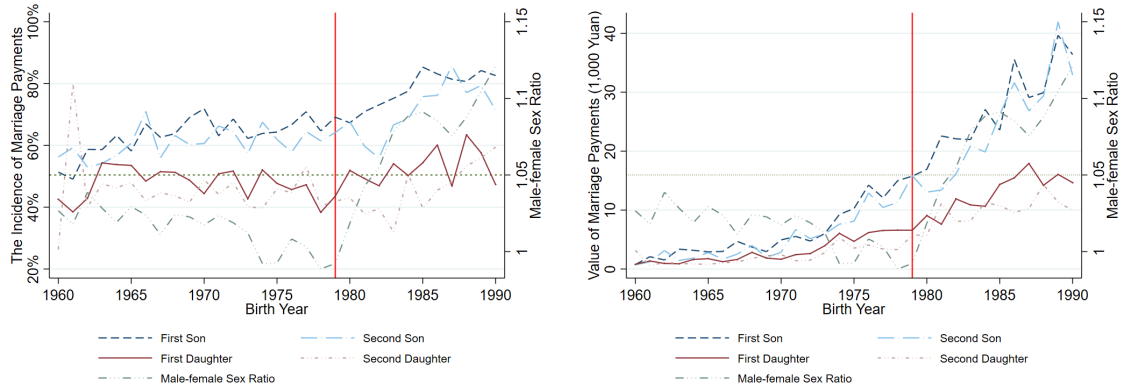 The Incidence of Marriage Payments
100%
80%
60%
40%
20%
1.15
1.1
1.05
1
Male-female Sex Ratio
1960 1965 1970 1975 1980 1985 1990
Birth Year
First Son Second Son
First Daughter Second Daughter
Male-female Sex Ratio
Value of Marriage Payments (1,000 Yuan)
40
30
20
10
0
1.15
1.1
1.05
1
Male-female Sex Ratio
1960 1965 1970 1975 1980 1985 1990
Birth Year
First Son Second Son
First Daughter Second Daughter
Male-female Sex Ratio